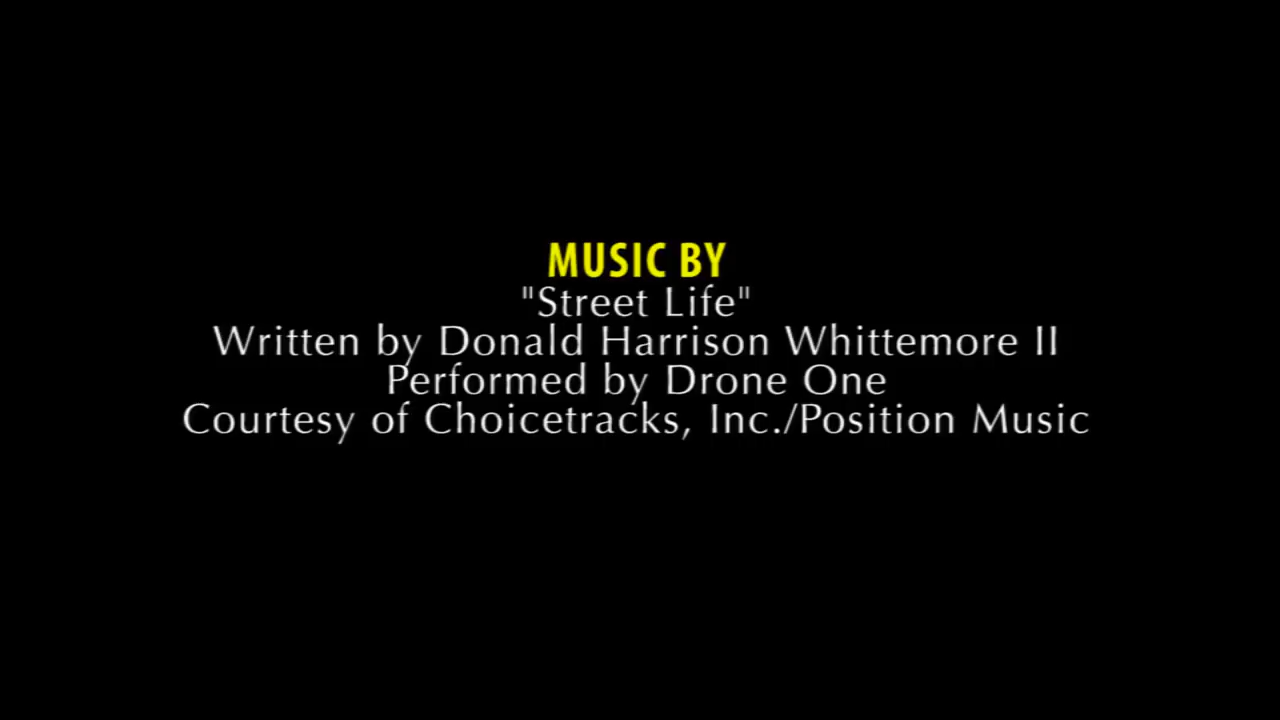 MUSIC BY
"Street Life"
Written by Donald Harrison Whittemore II
Performed by Drone One
Courtesy of Choicetracks, Inc./Position Music